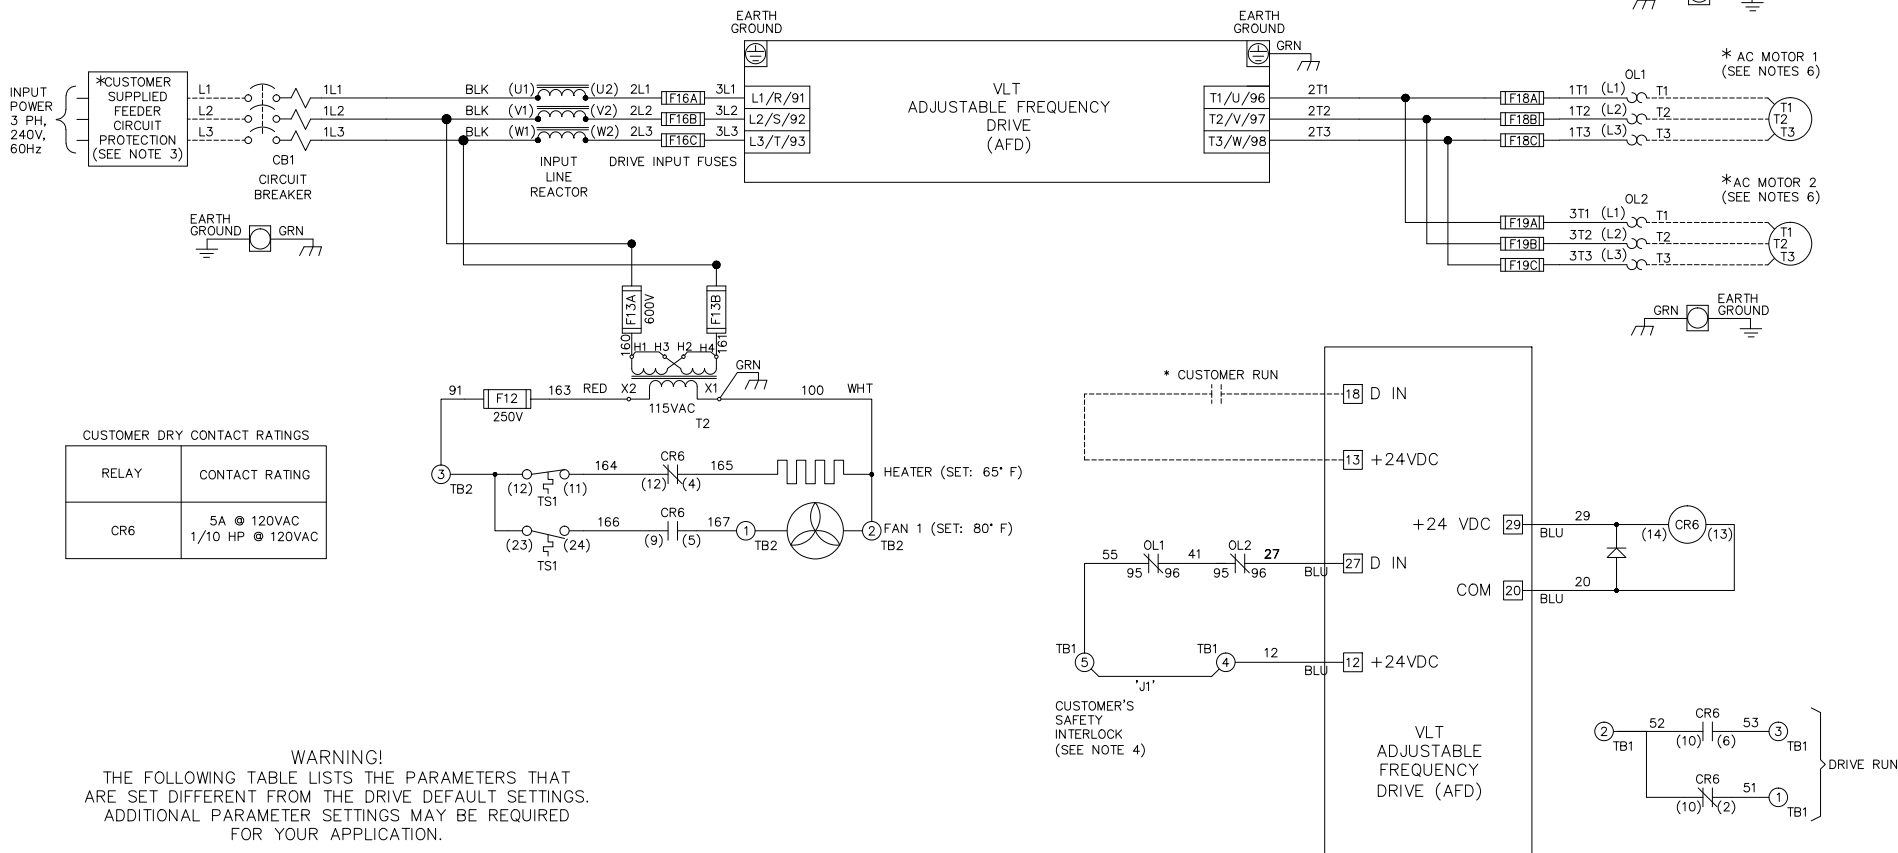 EARTH
GROUND
EARTH
GROUND
GRN
INPUT
POWER
3 PH,
240V,
60Hz
*CUSTOMER
SUPPLIED
FEEDER
CIRCUIT
PROTECTION
(SEE NOTE 3)
L1
L2
L3
CB1
CIRCUIT
BREAKER
1L1
1L2
1L3
BLK
BLK
BLK
(U1)
(V1)
(W1)
(U2)
(V2)
(W2)
INPUT
LINE
REACTOR
2L1
2L2
2L3
F16A
F16B
F16C
DRIVE INPUT FUSES
3L1
3L2
3L3
L1/R/91
L2/S/92
L3/T/93
VLT
ADJUSTABLE FREQUENCY
DRIVE
(AFD)
T1/U/96
T2/V/97
T3/W/98
2T1
2T2
2T3
F18A
F18B
F18C
1T1 (L1)
1T2 (L2)
1T3 (L3)
OL1
T1
T2
T3
T1
T2
T3
* AC MOTOR 1
(SEE NOTES 6)
*AC MOTOR 2
(SEE NOTES 6)
F19A
F19B
F19C
3T1 (L1)
3T2 (L2)
3T3 (L3)
OL2
T1
T2
T3
T1
T2
T3
EARTH
GROUND
GRN
GRN
EARTH
GROUND
F13A
600V
F13B
160
161
H1 H3 H2 H4
GRN
X2
X1
115VAC
T2
91
F12
250V
163
RED
100
WHT
3
TB2
(12)
(11)
TS1
164
CR6
(12)
(4)
165
HEATER (SET: 65° F)
(23)
(24)
TS1
166
CR6
(9)
(5)
167
1
TB2
2
TB2
FAN 1 (SET: 80° F)
CUSTOMER DRY CONTACT RATINGS
RELAY
CONTACT RATING
CR6
5A @ 120VAC
1/10 HP @ 120VAC
* CUSTOMER RUN
18 D IN
13 +24VDC
55
OL1
95
96
41
OL2
95
96
27
BLU
27 D IN
TB1
5
TB1
4
'J1'
12
BLU
12 +24VDC
CUSTOMER'S
SAFETY
INTERLOCK
(SEE NOTE 4)
+24 VDC 29
29
BLU
COM 20
20
BLU
CR6
(14)
(13)
VLT
ADJUSTABLE
FREQUENCY
DRIVE (AFD)
2
TB1
52
CR6
(10)
(6)
53
3
TB1
CR6
(10)
(2)
51
1
TB1
DRIVE RUN
WARNING!
THE FOLLOWING TABLE LISTS THE PARAMETERS THAT
ARE SET DIFFERENT FROM THE DRIVE DEFAULT SETTINGS.
ADDITIONAL PARAMETER SETTINGS MAY BE REQUIRED
FOR YOUR APPLICATION.